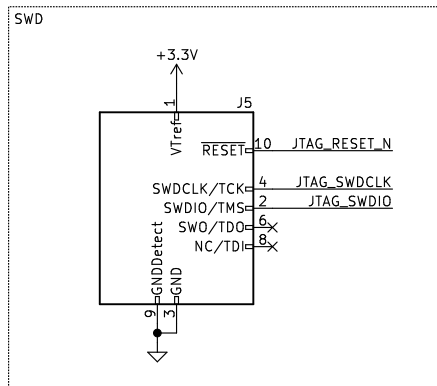 SWD
+3.3V
1
J5
VTref
RESET
10
JTAG_RESET_N
SWDCLK/TCK
4
JTAG_SWDCLK
SWDIO/TMS
2
JTAG_SWDIO
SWO/TDO
6
NC/TDI
8
GNDDetect
GND
9
3